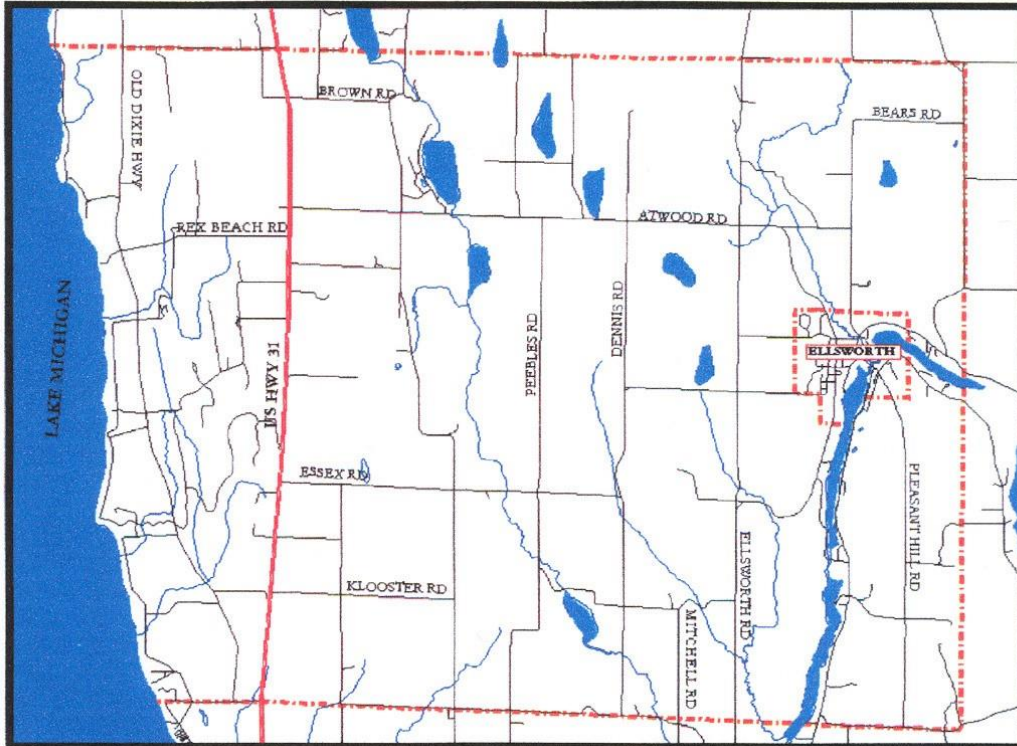 BROWN RD
BEARS RD
OLD DIXIE HWY
ATWOOD RD
REX BEACH RD
LAKE MICHIGAN
US HWY 31
PEEBLES RD
DENNIS RD
ELLSWORTH
ESSEX RD
PLEASANT HILL RD
KLOOSTER RD
ELLSWORTH RD
MITCHELL RD